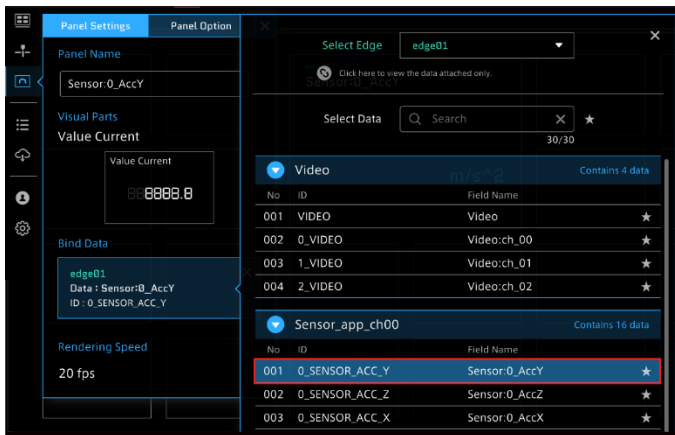 Panel Settings
Panel Option
Panel Name
Sensor:0_AccY
Visual Parts
Value Current
Value Current
8888888.8
Bind Data
edge01
Data : Sensor:0_AccY
ID : 0_SENSOR_ACC_Y
Rendering Speed
20 fps
Select Edge
edge01
Click here to view the data attached only.
Sensor:0_AccY
Select Data
Search
30/30
Video
Contains 4 data
m/s^2
No ID Field Name
001 VIDEO Video
002 0_VIDEO Video:ch_00
003 1_VIDEO Video:ch_01
004 2_VIDEO Video:ch_02
Sensor_app_ch00
Contains 16 data
No ID Field Name
001 0_SENSOR_ACC_Y Sensor:0_AccY
002 0_SENSOR_ACC_Z Sensor:0_AccZ
003 0_SENSOR_ACC_X Sensor:0_AccX